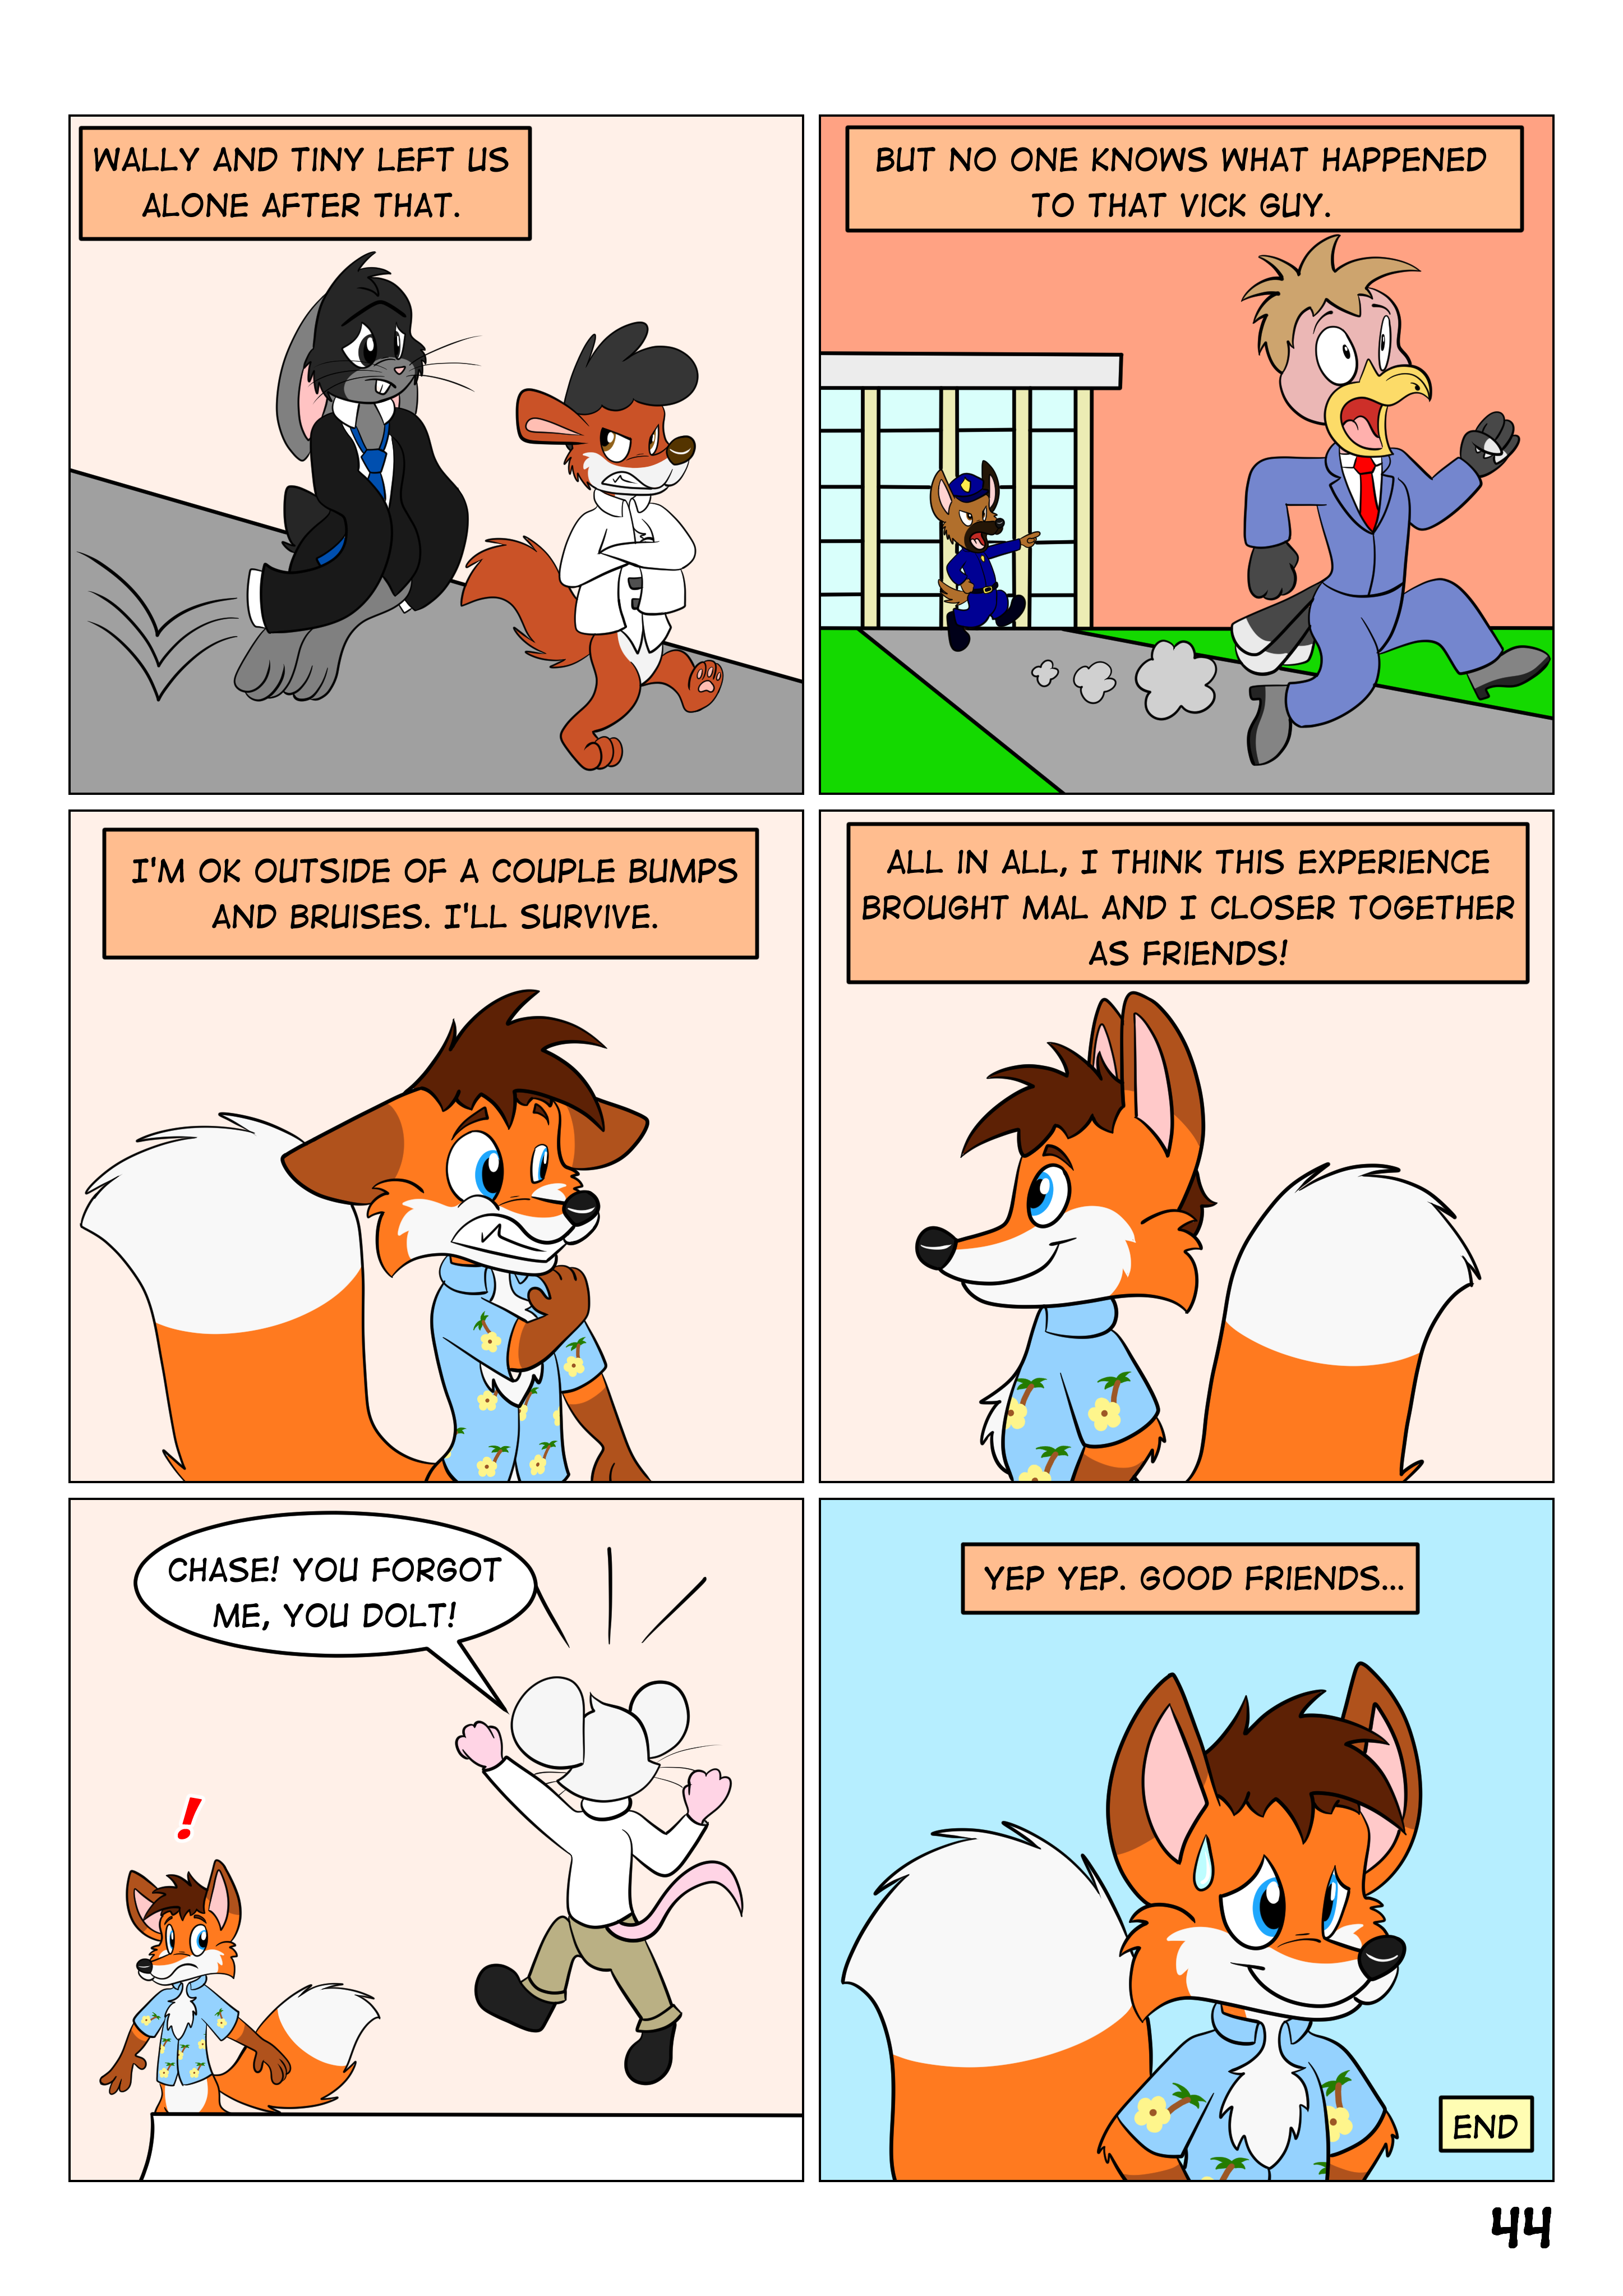 WALLY AND TINY LEFT US
ALONE AFTER THAT.
BUT NO ONE KNOWS WHAT HAPPENED
TO THAT VICK GUY.
I'M OK OUTSIDE OF A COUPLE BUMPS
AND BRUISES. I'LL SURVIVE.
ALL IN ALL, I THINK THIS EXPERIENCE
BROUGHT MAL AND I CLOSER TOGETHER
AS FRIENDS!
CHASE! YOU FORGOT
ME, YOU DOLT!
!
YEP YEP. GOOD FRIENDS...
END
44